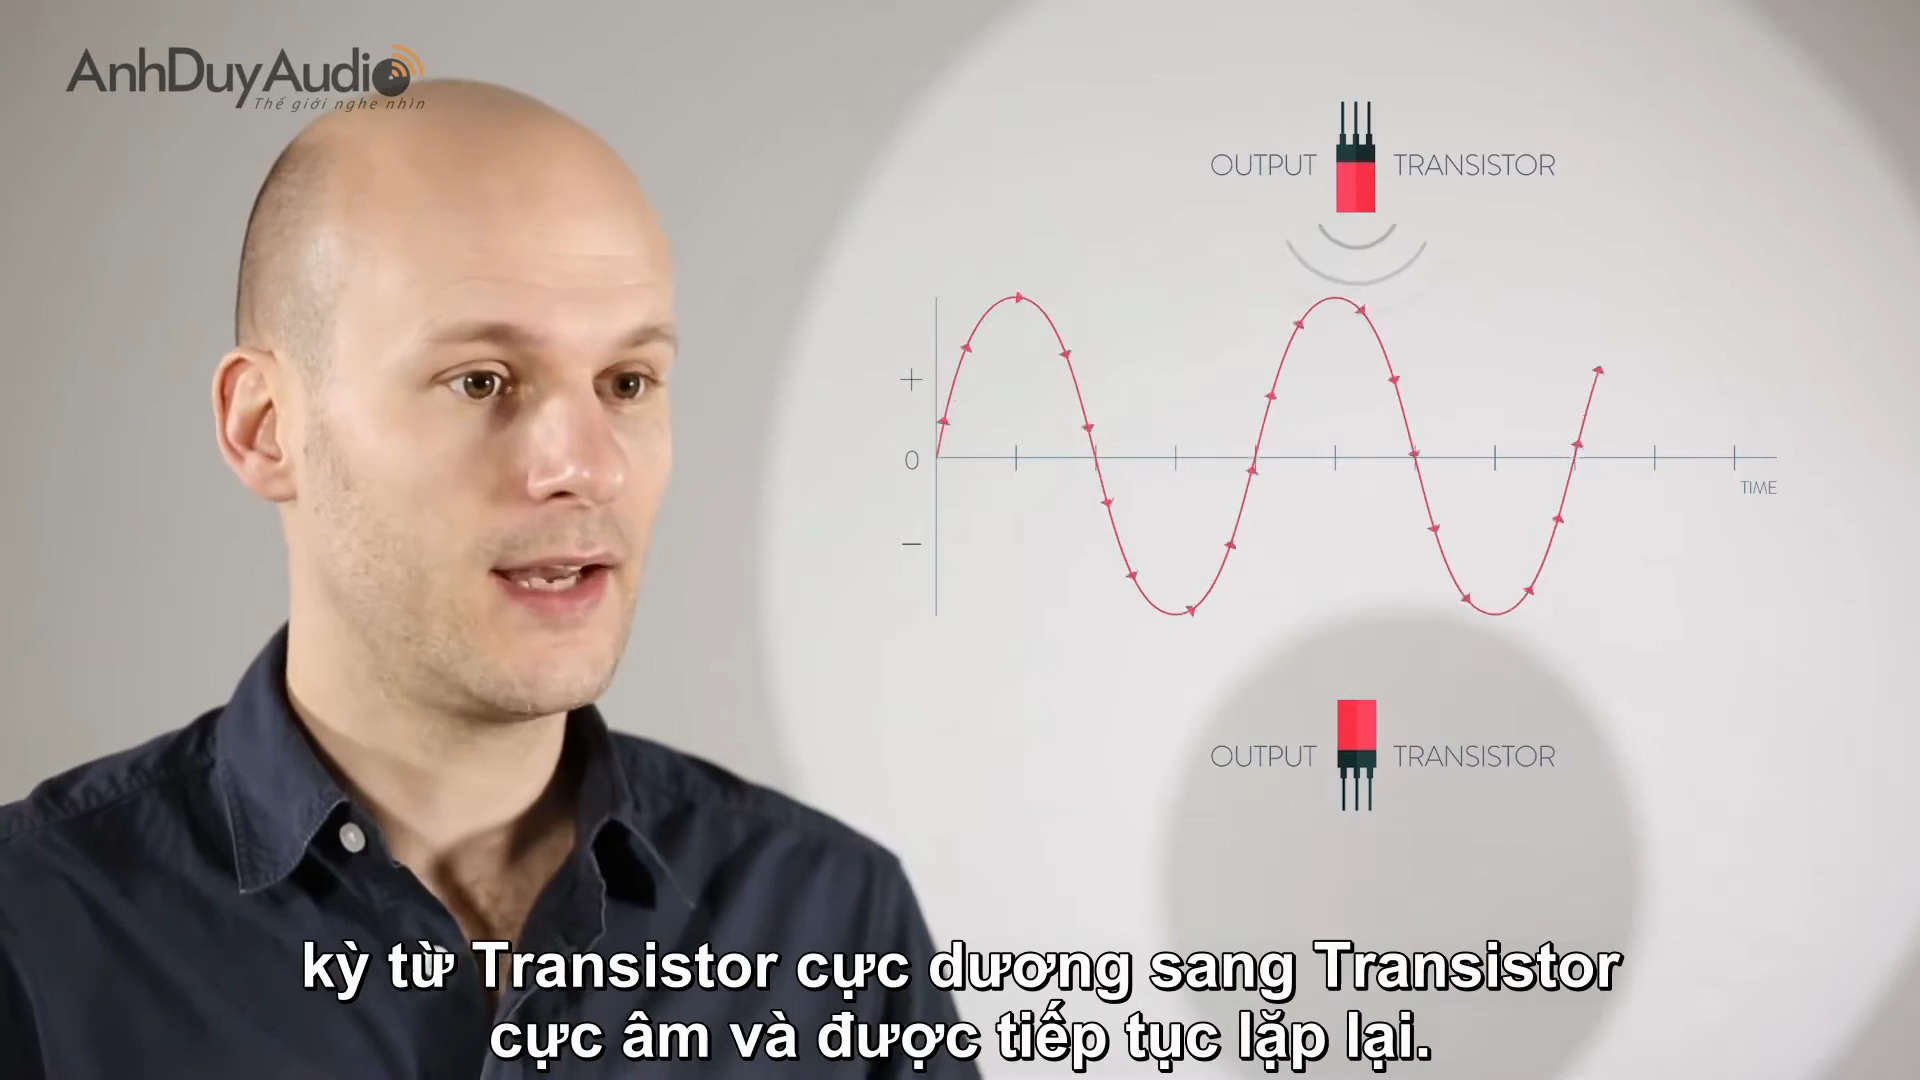 AnhDuyAudio
Thế giới nghe nhìn
OUTPUT TRANSISTOR
+
0
−
TIME
OUTPUT TRANSISTOR
kỳ từ Transistor cực dương sang Transistor
cực âm và được tiếp tục lặp lại.